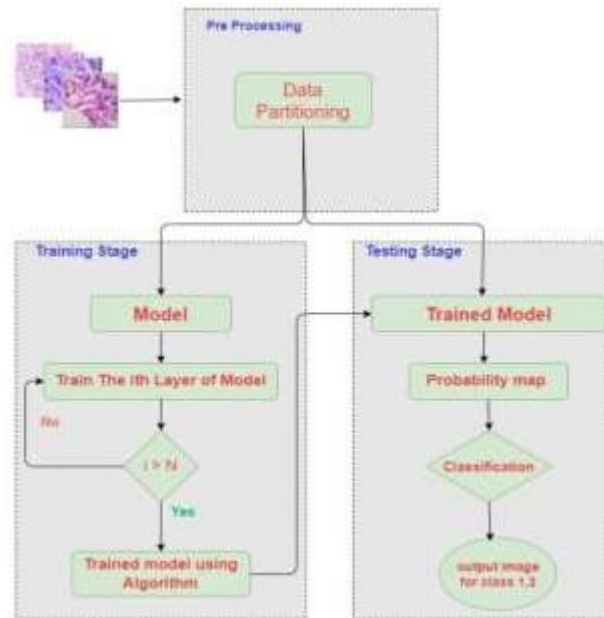 Pre Processing
Data
Partitioning
Training Stage
Model
Train The ith Layer of Model
No
i > N
Yes
Trained model using
Algorithm
Testing Stage
Trained Model
Probability map
Classification
output image
for class 1,2